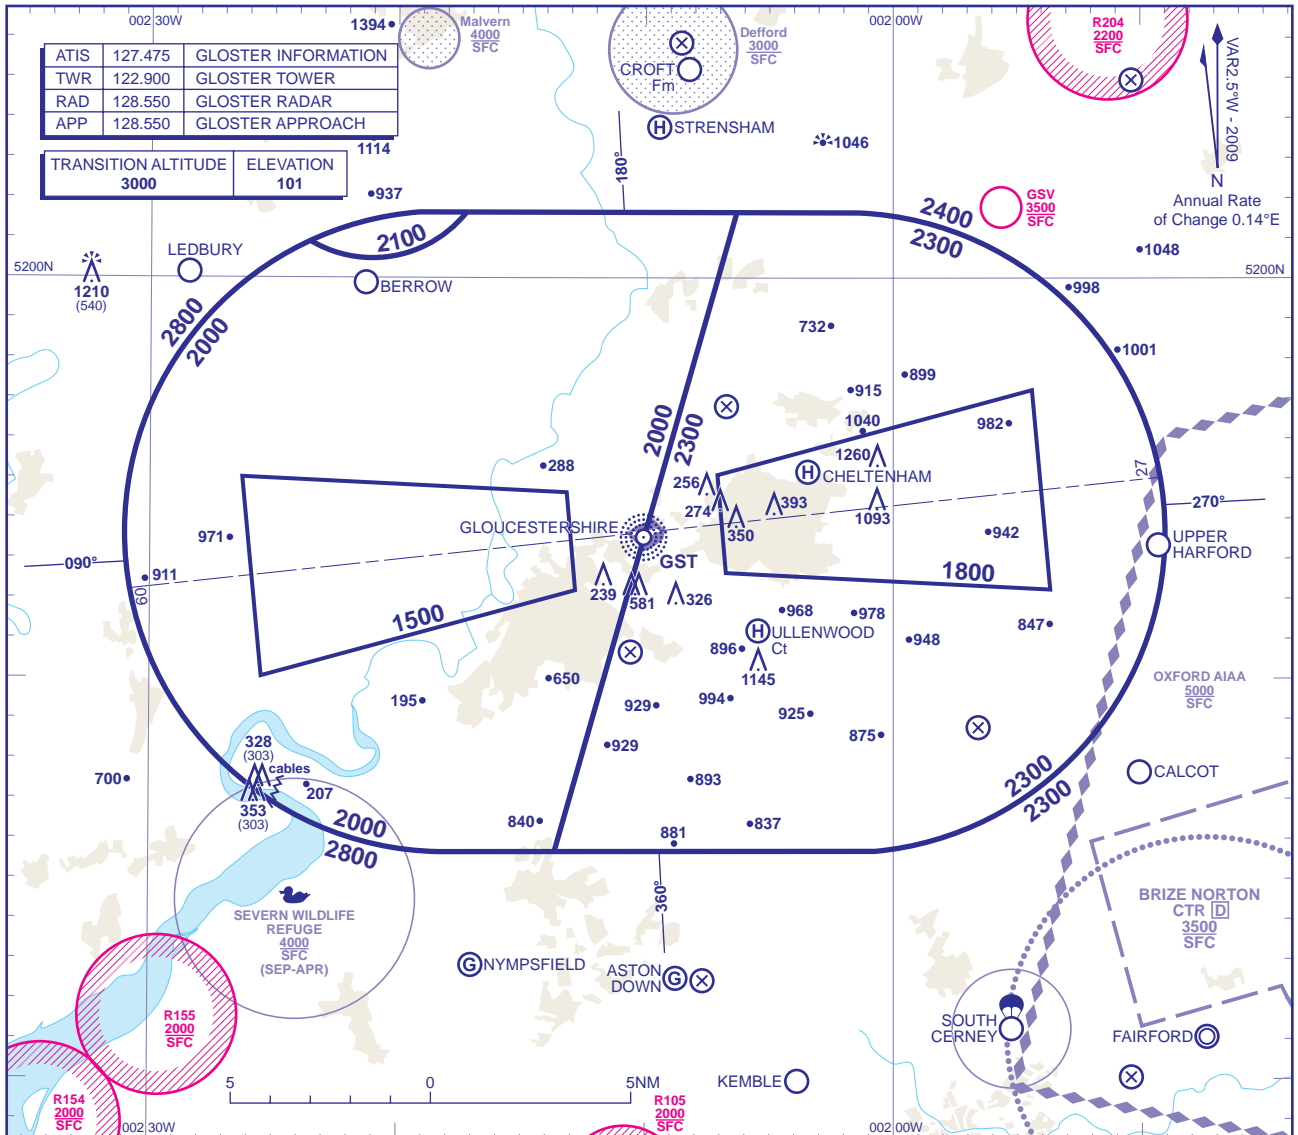 002 30W
002 00W
1394
Malvern
4000
SFC
Defford
3000
SFC
CROFT
Fm
R204
2200
SFC
VAR2.5°W - 2009
N
Annual Rate
of Change 0.14°E
ATIS 127.475 GLOSTER INFORMATION
TWR 122.900 GLOSTER TOWER
RAD 128.550 GLOSTER RADAR
APP 128.550 GLOSTER APPROACH
1114
TRANSITION ALTITUDE
3000
ELEVATION
101
937
H STRENSHAM
180°
1046
GSV
3500
SFC
2400
2300
1048
2100
LEDBURY
BERROW
5200N
5200N
1210
(540)
998
2800
2000
732
1001
899
915
2000
2300
1040
982
1260
288
H CHELTENHAM
27
256
274
393
350
1093
270°
GLOUCESTERSHIRE
GST
971
942
UPPER
HARFORD
090°
911
09
1800
239
581
326
1500
968
978
H ULLENWOOD
Ct
847
896
948
1145
650
OXFORD AIAA
5000
SFC
195
929
994
925
875
929
328
(303)
cables
700
207
353
(303)
893
CALCOT
2300
2300
840
837
2000
2800
881
360°
SEVERN WILDLIFE
REFUGE
4000
SFC
(SEP-APR)
BRIZE NORTON
CTR D
3500
SFC
G NYMPSFIELD
ASTON
DOWN
G
R155
2000
SFC
SOUTH
CERNEY
FAIRFORD
KEMBLE
5 0 5NM
R154
2000
SFC
R105
2000
SFC
002 30W
002 00W